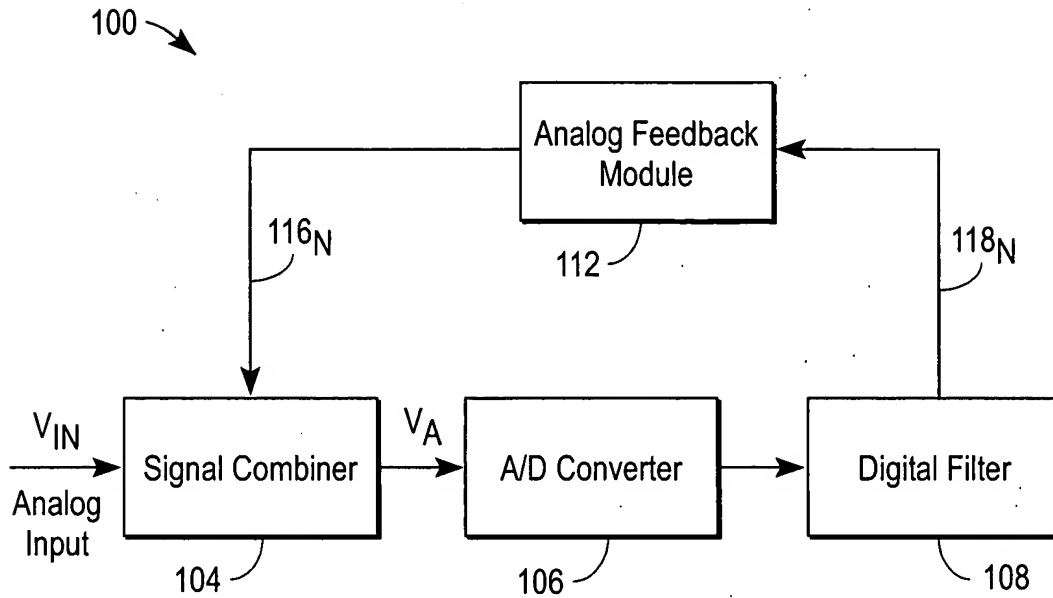 100
Analog Feedback
Module
116N
112
118N
VIN
Analog
Input
Signal Combiner
VA
A/D Converter
Digital Filter
104
106
108